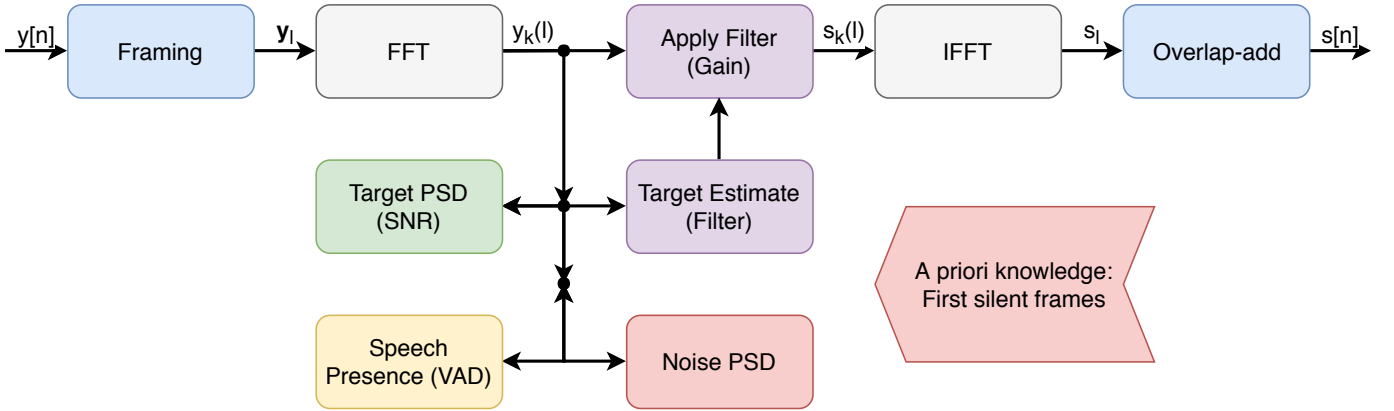 y[n]
Framing
y_l
FFT
y_k(l)
Apply Filter
(Gain)
s_k(l)
IFFT
s_l
Overlap-add
s[n]
Target PSD
(SNR)
Target Estimate
(Filter)
A priori knowledge:
First silent frames
Speech
Presence (VAD)
Noise PSD